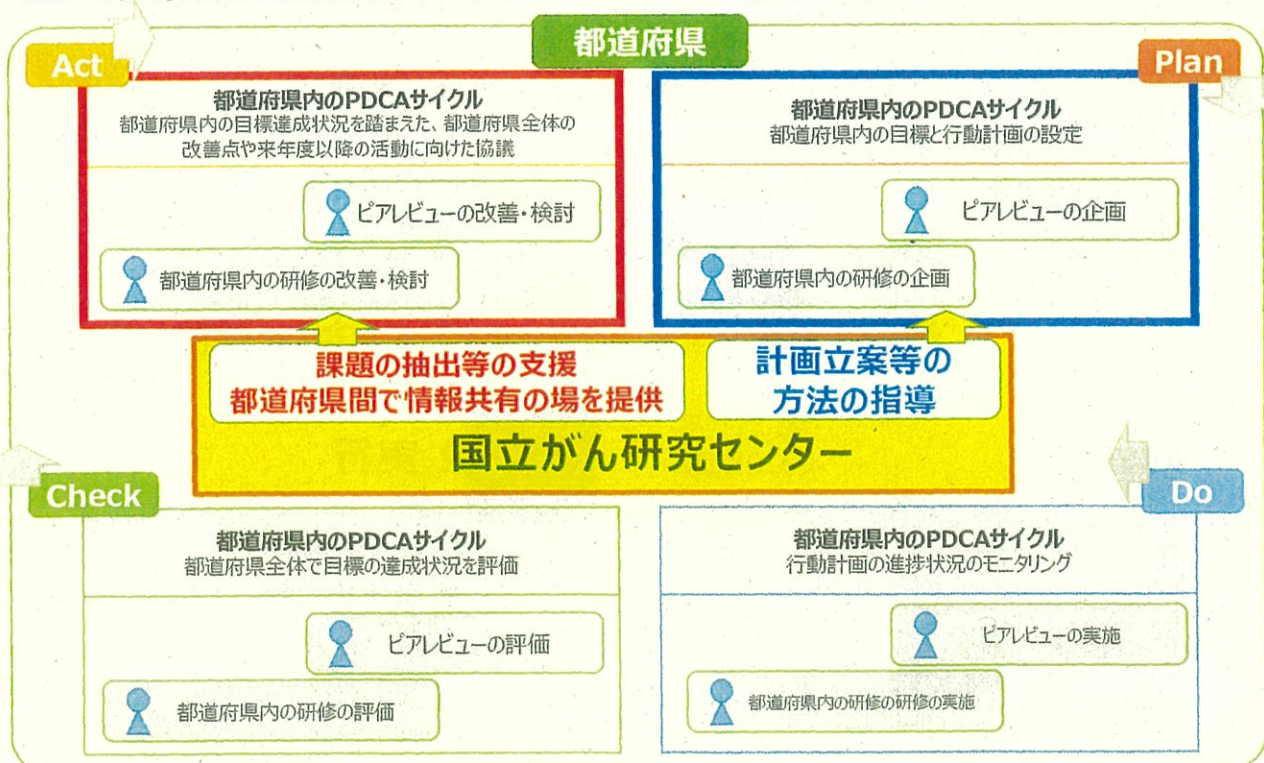 都道府県
Act
都道府県内のPDCAサイクル
都道府県内の目標達成状況を踏まえた、都道府県全体の
改善点や来年度以降の活動に向けた協議
ピアレビューの改善・検討
都道府県内の研修の改善・検討
Plan
都道府県内のPDCAサイクル
都道府県内の目標と行動計画の設定
ピアレビューの企画
都道府県内の研修の企画
課題の抽出等の支援
都道府県間で情報共有の場を提供
計画立案等の
方法の指導
国立がん研究センター
Check
都道府県内のPDCAサイクル
都道府県全体で目標の達成状況を評価
ピアレビューの評価
都道府県内の研修の評価
Do
都道府県内のPDCAサイクル
行動計画の進捗状況のモニタリング
ピアレビューの実施
都道府県内の研修の研修の実施